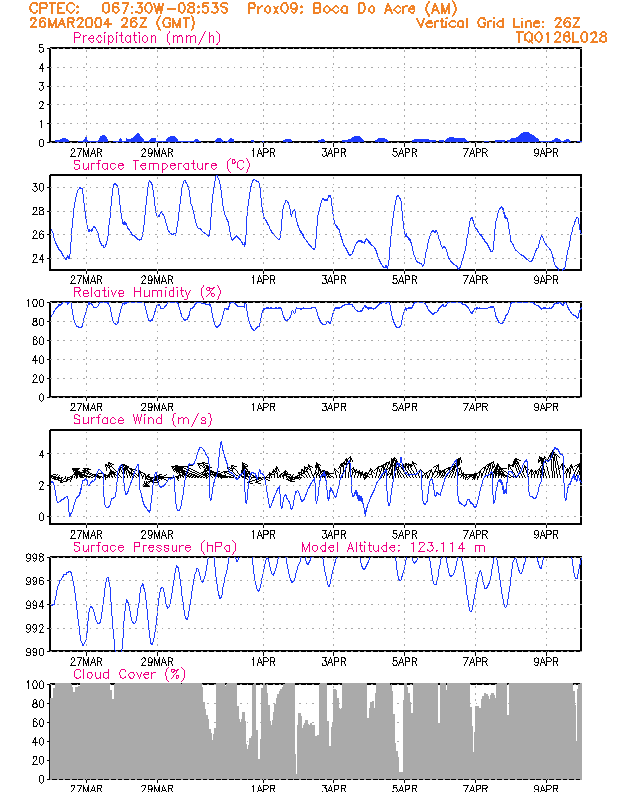 CPTEC: 067:30W-08:53S Prox09: Boca Do Acre (AM)
26MAR2004 26Z (GMT) Vertical Grid Line: 26Z
Precipitation (mm/h) TQ0126L028
5
4
3
2
1
0
27MAR 29MAR 1APR 3APR 5APR 7APR 9APR
Surface Temperature (°C)
30
28
26
24
27MAR 29MAR 1APR 3APR 5APR 7APR 9APR
Relative Humidity (%)
100
80
60
40
20
0
27MAR 29MAR 1APR 3APR 5APR 7APR 9APR
Surface Wind (m/s)
4
2
0
27MAR 29MAR 1APR 3APR 5APR 7APR 9APR
Surface Pressure (hPa) Model Altitude: 123.114 m
998
996
994
992
990
27MAR 29MAR 1APR 3APR 5APR 7APR 9APR
Cloud Cover (%)
100
80
60
40
20
0
27MAR 29MAR 1APR 3APR 5APR 7APR 9APR